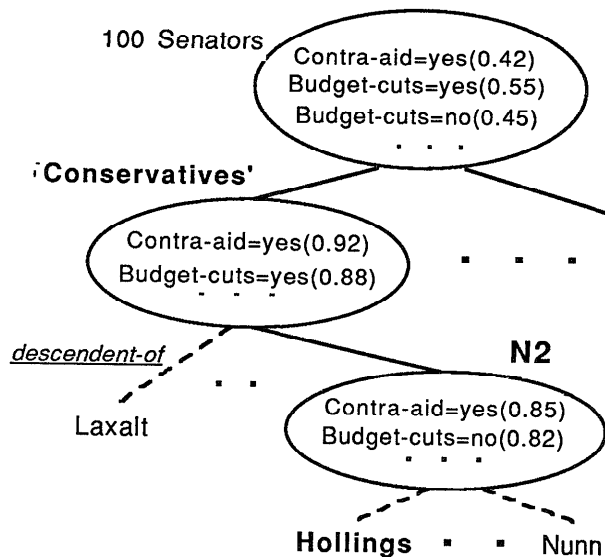 100 Senators
Contra-aid=yes(0.42)
Budget-cuts=yes(0.55)
Budget-cuts=no(0.45)
. . .
'Conservatives'
Contra-aid=yes(0.92)
Budget-cuts=yes(0.88)
. . .
. . .
descendent-of
. .
Laxalt
N2
Contra-aid=yes(0.85)
Budget-cuts=no(0.82)
. . .
Hollings . . Nunn